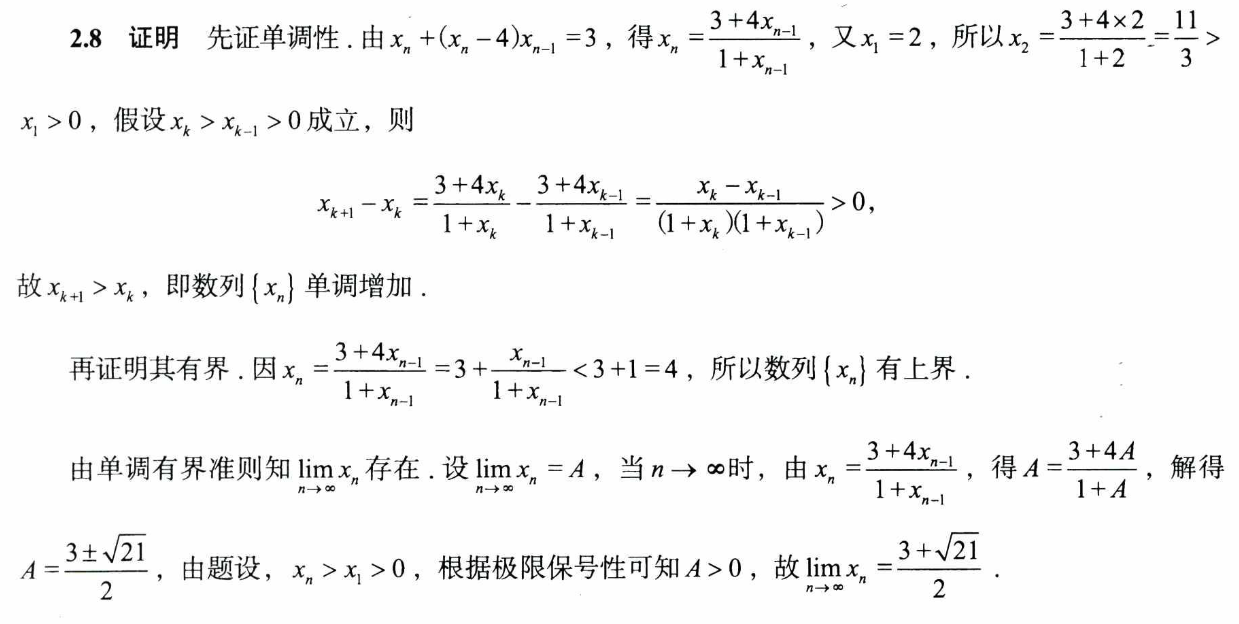 2.8 证明 先证单调性.由 $x_n+(x_n-4)x_{n-1}=3$，得 $x_n=\frac{3+4x_{n-1}}{1+x_{n-1}}$，又 $x_1=2$，所以 $x_2=\frac{3+4\times 2}{1+2}=\frac{11}{3}>$
$x_1>0$，假设 $x_k>x_{k-1}>0$ 成立，则
$x_{k+1}-x_k=\frac{3+4x_k}{1+x_k}-\frac{3+4x_{k-1}}{1+x_{k-1}}=\frac{x_k-x_{k-1}}{(1+x_k)(1+x_{k-1})}>0,$
故 $x_{k+1}>x_k$，即数列 $\{x_n\}$ 单调增加.
再证明其有界.因 $x_n=\frac{3+4x_{n-1}}{1+x_{n-1}}=3+\frac{x_{n-1}}{1+x_{n-1}}<3+1=4$，所以数列 $\{x_n\}$ 有上界.
由单调有界准则知 $\lim_{n\to\infty}x_n$ 存在.设 $\lim_{n\to\infty}x_n=A$，当 $n\to\infty$ 时，由 $x_n=\frac{3+4x_{n-1}}{1+x_{n-1}}$，得 $A=\frac{3+4A}{1+A}$，解得
$A=\frac{3\pm\sqrt{21}}{2}$，由题设，$x_n>x_1>0$，根据极限保号性可知 $A>0$，故 $\lim_{n\to\infty}x_n=\frac{3+\sqrt{21}}{2}$.